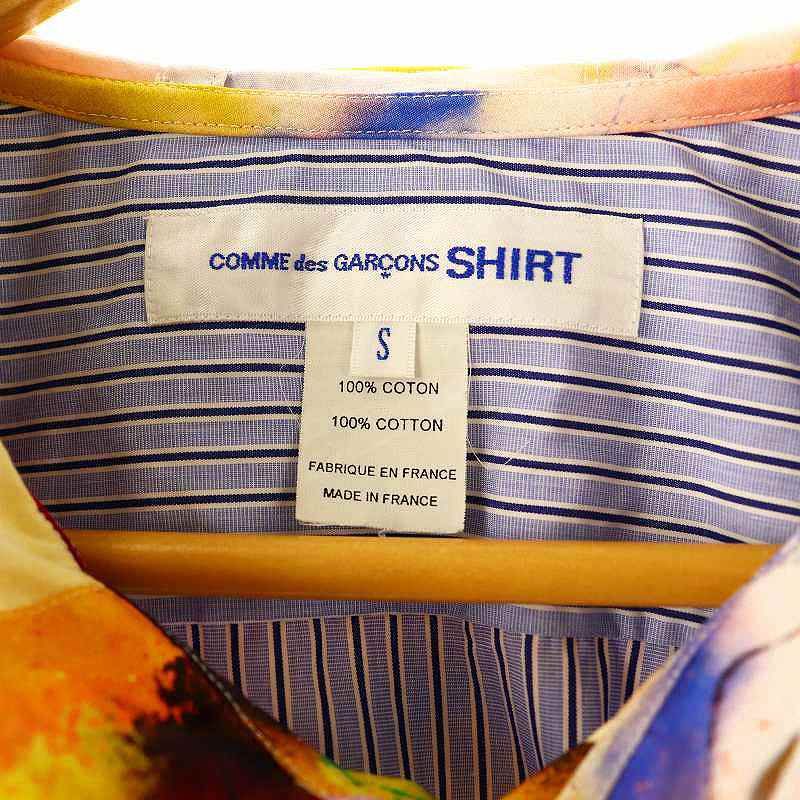 COMME des GARÇONS SHIRT
S
100% COTON
100% COTTON
FABRIQUE EN FRANCE
MADE IN FRANCE